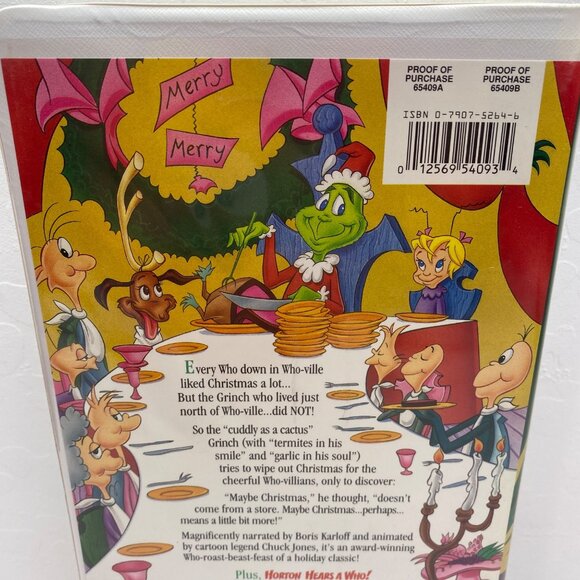 Merry
Merry
PROOF OF PURCHASE 65409A
PROOF OF PURCHASE 65409B
ISBN 0-7907-5264-6
0 12569 54093 4
Every Who down in Who-ville
liked Christmas a lot...
But the Grinch who lived just
north of Who-ville...did NOT!
So the "cuddly as a cactus"
Grinch (with "termites in his
smile" and "garlic in his soul")
tries to wipe out Christmas for the
cheerful Who-villians, only to discover:
"Maybe Christmas," he thought, "doesn't
come from a store. Maybe Christmas...perhaps...
means a little bit more!"
Magnificently narrated by Boris Karloff and animated
by cartoon legend Chuck Jones, it's an award-winning
Who-roast-beast-feast of a holiday classic!
Plus, HORTON HEARS A WHO!